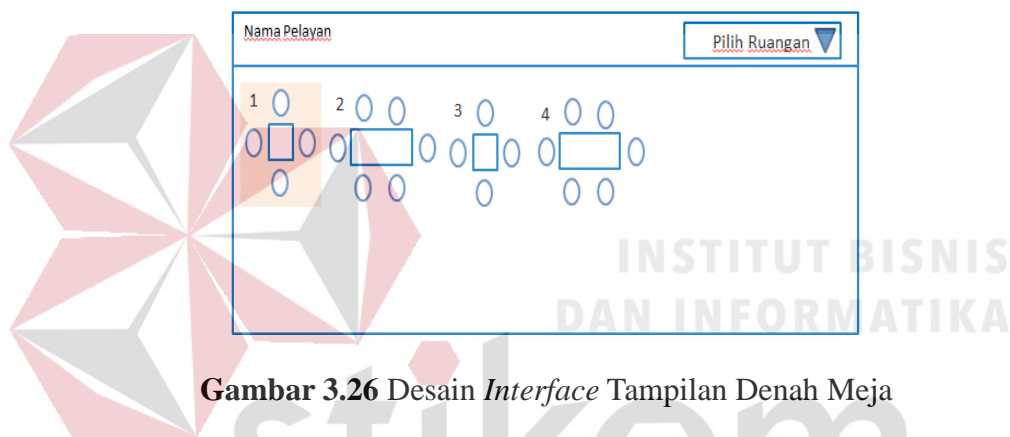 Nama Pelayan
Pilih Ruangan
1 2 3 4
INSTITUT BISNIS
DAN INFORMATIKA
Gambar 3.26 Desain Interface Tampilan Denah Meja
stikom